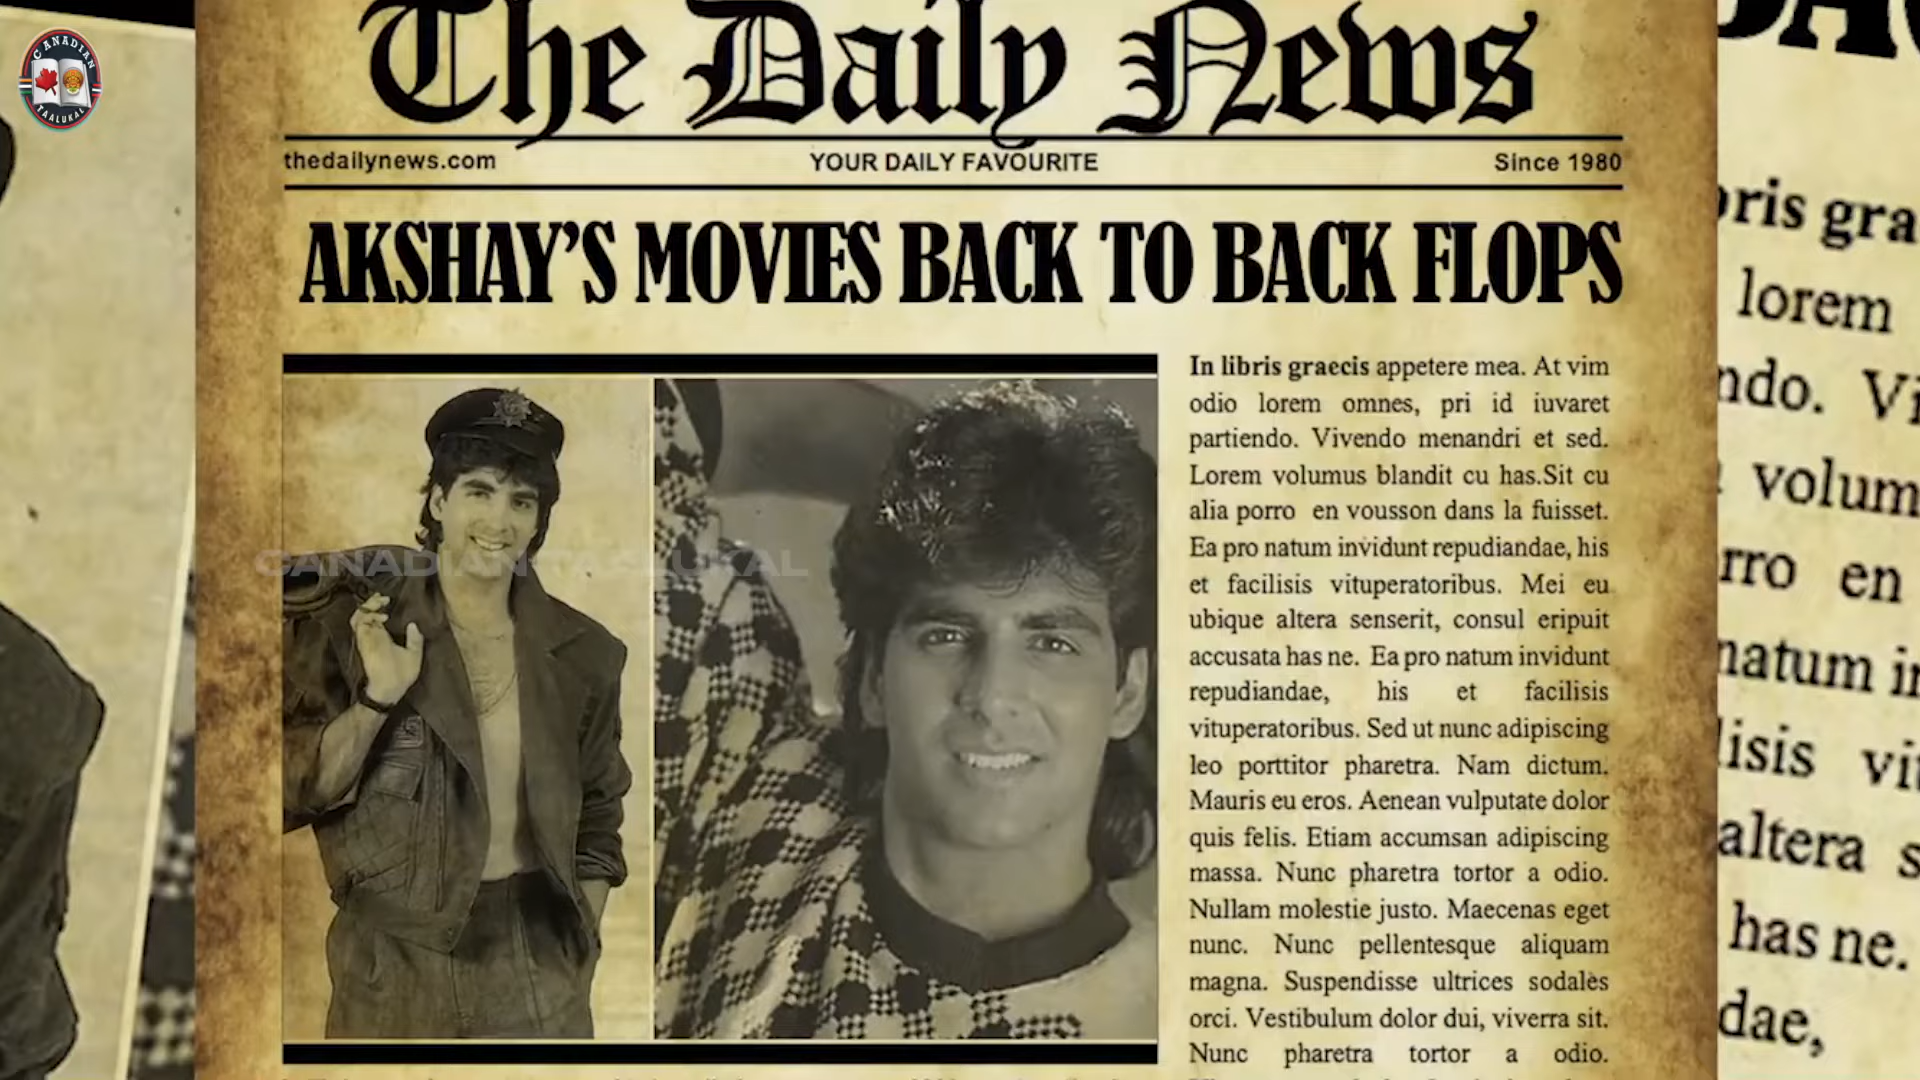 CANADIAN
TAALUKAL
The Daily News
thedailynews.com YOUR DAILY FAVOURITE Since 1980
AKSHAY'S MOVIES BACK TO BACK FLOPS
In libris graecis appetere mea. At vim
odio lorem omnes, pri id iuvaret
partiendo. Vivendo menandri et sed.
Lorem volumus blandit cu has.Sit cu
alia porro en vousson dans la fuisset.
Ea pro natum invidunt repudiandae, his
et facilisis vituperatoribus. Mei eu
ubique altera senserit, consul eripuit
accusata has ne. Ea pro natum invidunt
repudiandae, his et facilisis
vituperatoribus. Sed ut nunc adipiscing
leo porttitor pharetra. Nam dictum.
Mauris eu eros. Aenean vulputate dolor
quis felis. Etiam accumsan adipiscing
massa. Nunc pharetra tortor a odio.
Nullam molestie justo. Maecenas eget
nunc. Nunc pellentesque aliquam
magna. Suspendisse ultrices sodales
orci. Vestibulum dolor dui, viverra sit.
Nunc pharetra tortor a odio.
CANADIAN TAALUKAL
lorem
volum
en
altera
has ne.